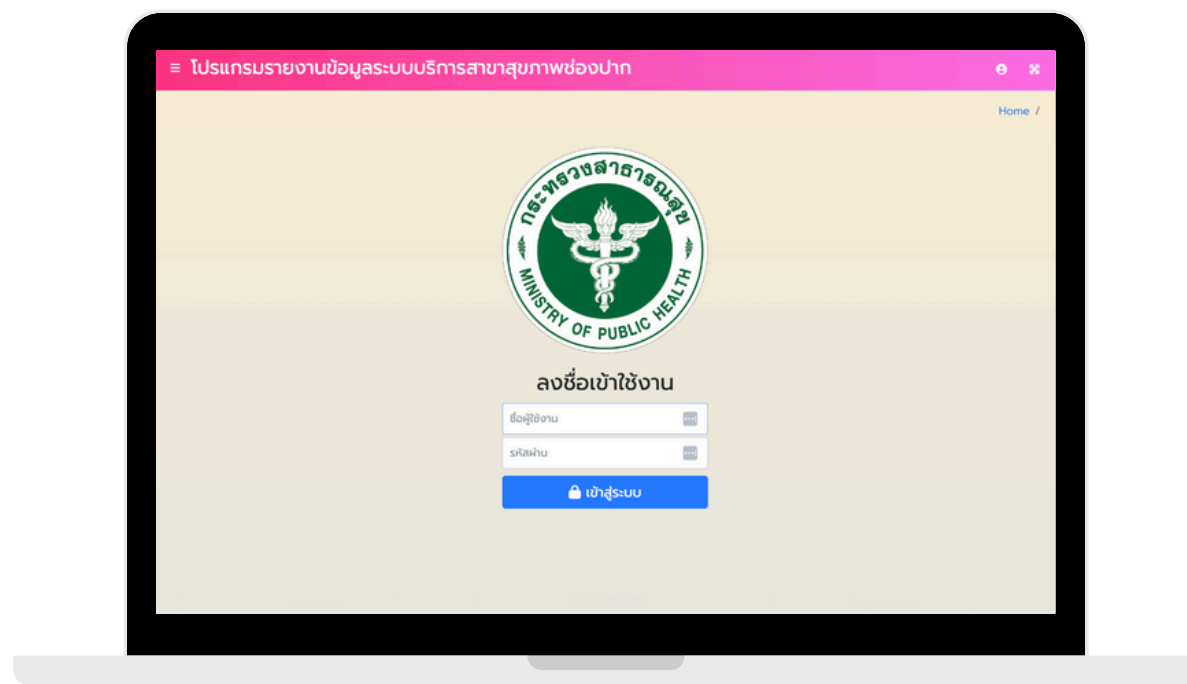 โปรแกรมรายงานข้อมูลระบบบริการสาขาสุขภาพช่องปาก
Home /
กระทรวงสาธารณสุข
MINISTRY OF PUBLIC HEALTH
ลงชื่อเข้าใช้งาน
ชื่อผู้ใช้งาน
รหัสผ่าน
เข้าสู่ระบบ